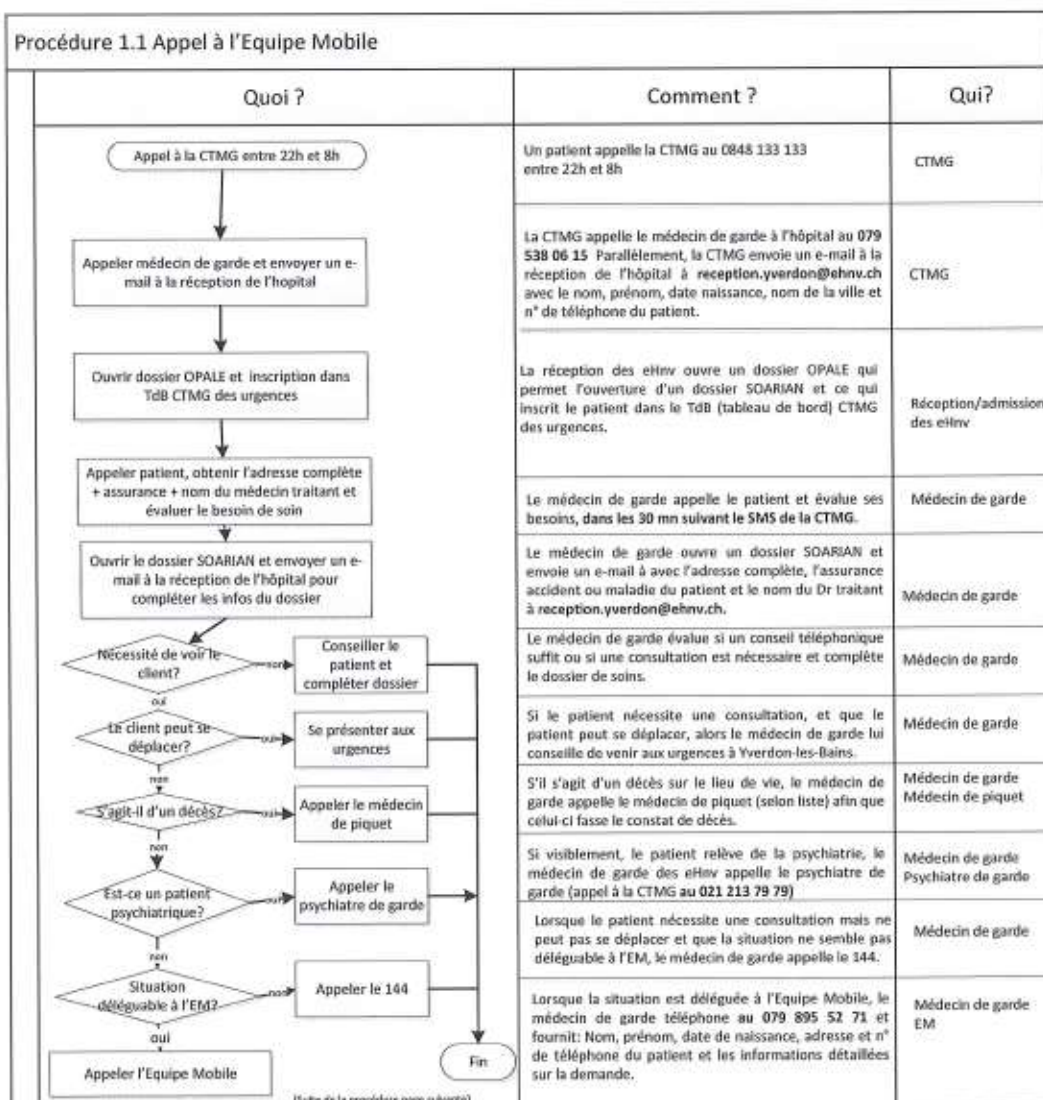 Procédure 1.1 Appel à l'Equipe Mobile
Quoi ?
Comment ?
Qui?
Appel à la CTMG entre 22h et 8h
Un patient appelle la CTMG au 0848 133 133
entre 22h et 8h
CTMG
Appeler médecin de garde et envoyer un e-
mail à la réception de l'hopital
La CTMG appelle le médecin de garde à l'hôpital au 079
538 06 15 Parallèlement, la CTMG envoie un e-mail à la
réception de l'hôpital à reception.yverdon@ehnv.ch
avec le nom, prénom, date naissance, nom de la ville et
n° de téléphone du patient.
CTMG
Ouvrir dossier OPALE et inscription dans
TdB CTMG des urgences
La réception des eHnv ouvre un dossier OPALE qui
permet l'ouverture d'un dossier SOARIAN et ce qui
inscrit le patient dans le TdB (tableau de bord) CTMG
des urgences.
Réception/admission
des eHnv
Appeler patient, obtenir l'adresse complète
+ assurance + nom du médecin traitant et
évaluer le besoin de soin
Le médecin de garde appelle le patient et évalue ses
besoins, dans les 30 mn suivant le SMS de la CTMG.
Médecin de garde
Ouvrir le dossier SOARIAN et envoyer un e-
mail à la réception de l'hôpital pour
compléter les infos du dossier
Le médecin de garde ouvre un dossier SOARIAN et
envoie un e-mail à avec l'adresse complète, l'assurance
accident ou maladie du patient et le nom du Dr traitant
à reception.yverdon@ehnv.ch.
Médecin de garde
Nécessité de voir le
client?
non
Conseiller le
patient et
compléter dossier
Le médecin de garde évalue si un conseil téléphonique
suffit ou si une consultation est nécessaire et complète
le dossier de soins.
Médecin de garde
oui
Le client peut se
déplacer?
oui
Se présenter aux
urgences
Si le patient nécessite une consultation, et que le
patient peut se déplacer, alors le médecin de garde lui
conseille de venir aux urgences à Yverdon-les-Bains.
Médecin de garde
non
S'agit-il d'un décès?
oui
Appeler le médecin
de piquet
S'il s'agit d'un décès sur le lieu de vie, le médecin de
garde appelle le médecin de piquet (selon liste) afin que
celui-ci fasse le constat de décès.
Médecin de garde
Médecin de piquet
non
Est-ce un patient
psychiatrique?
oui
Appeler le
psychiatre de garde
Si visiblement, le patient relève de la psychiatrie, le
médecin de garde des eHnv appelle le psychiatre de
garde (appel à la CTMG au 021 213 79 79)
Médecin de garde
Psychiatre de garde
non
Situation
déléguable à l'EM?
non
Appeler le 144
Lorsque le patient nécessite une consultation mais ne
peut pas se déplacer et que la situation ne semble pas
déléguable à l'EM, le médecin de garde appelle le 144.
Médecin de garde
oui
Appeler l'Equipe Mobile
Fin
Lorsque la situation est déléguée à l'Equipe Mobile, le
médecin de garde téléphone au 079 895 52 71 et
fournit: Nom, prénom, date de naissance, adresse et n°
de téléphone du patient et les informations détaillées
sur la demande.
Médecin de garde
EM
(Suite de la procédure page suivante)